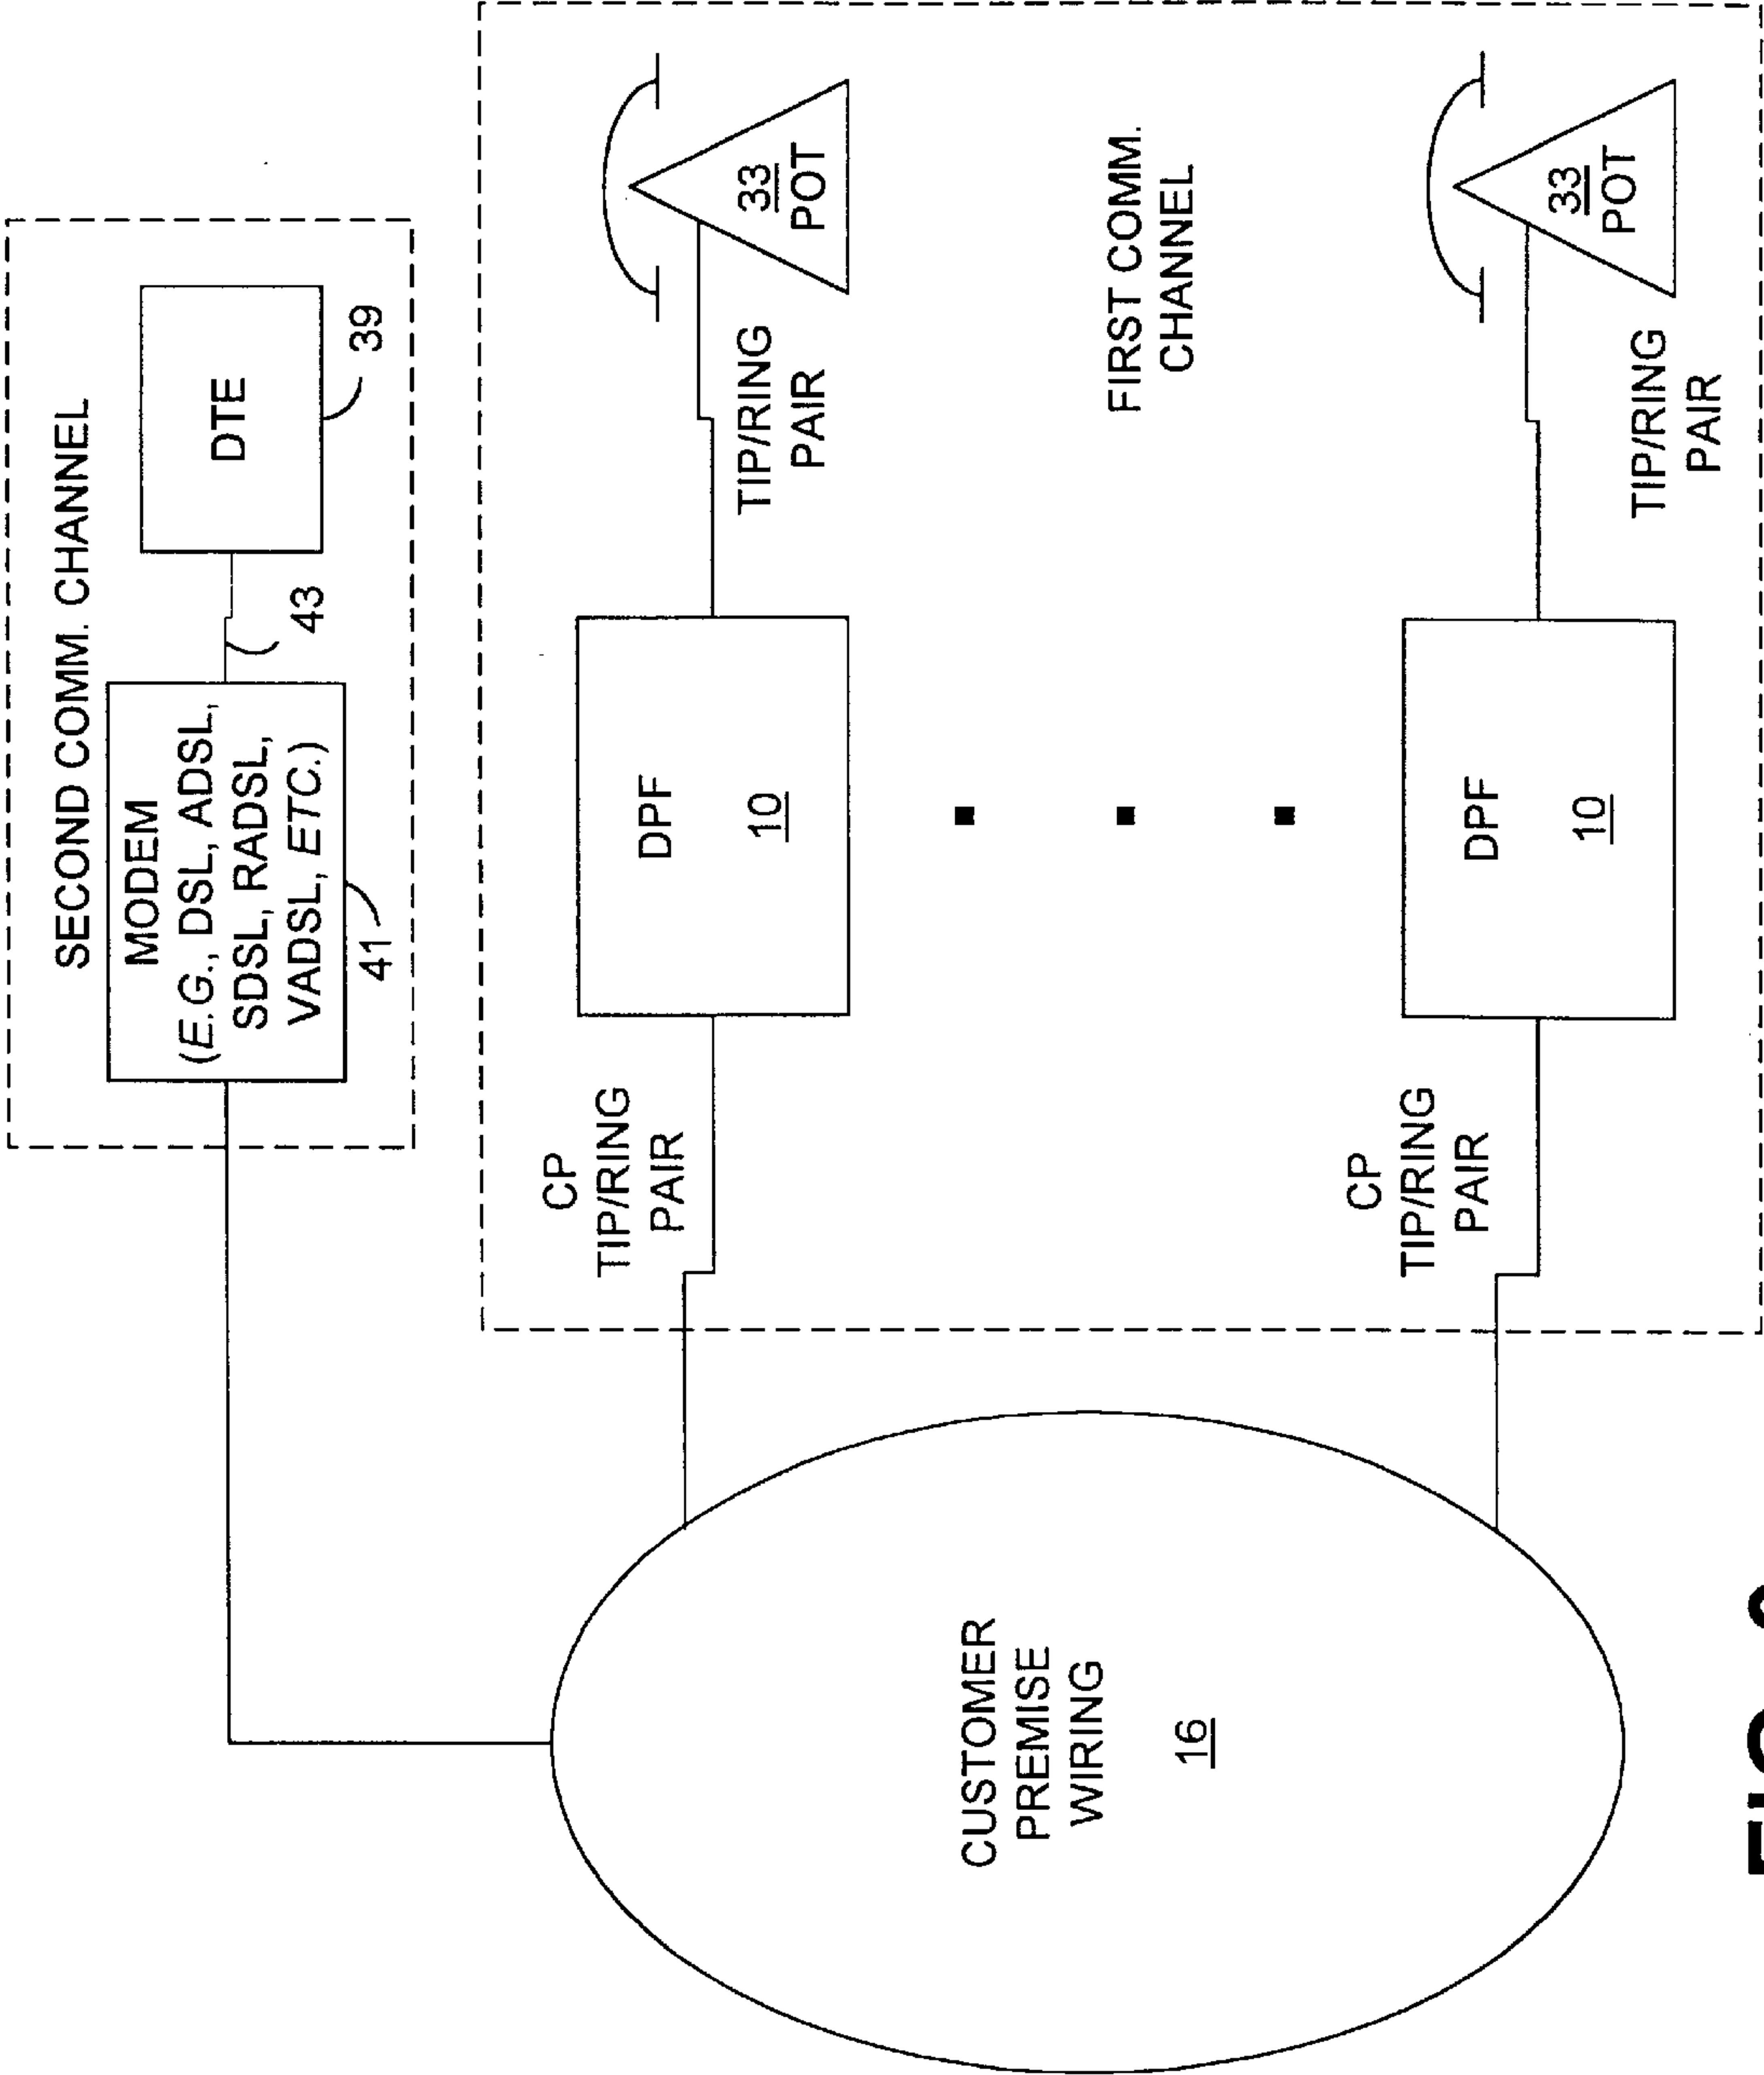 SECOND COMM. CHANNEL
MODEM
(E.G., DSL, ADSL,
SDSL, RADSL,
VADSL, ETC.)
41
43
DTE
39
CP
TIP/RING
PAIR
DPF
10
TIP/RING
PAIR
33
POT
FIRST COMM.
CHANNEL
CUSTOMER
PREMISE
WIRING
16
CP
TIP/RING
PAIR
DPF
10
TIP/RING
PAIR
33
POT
FIG.